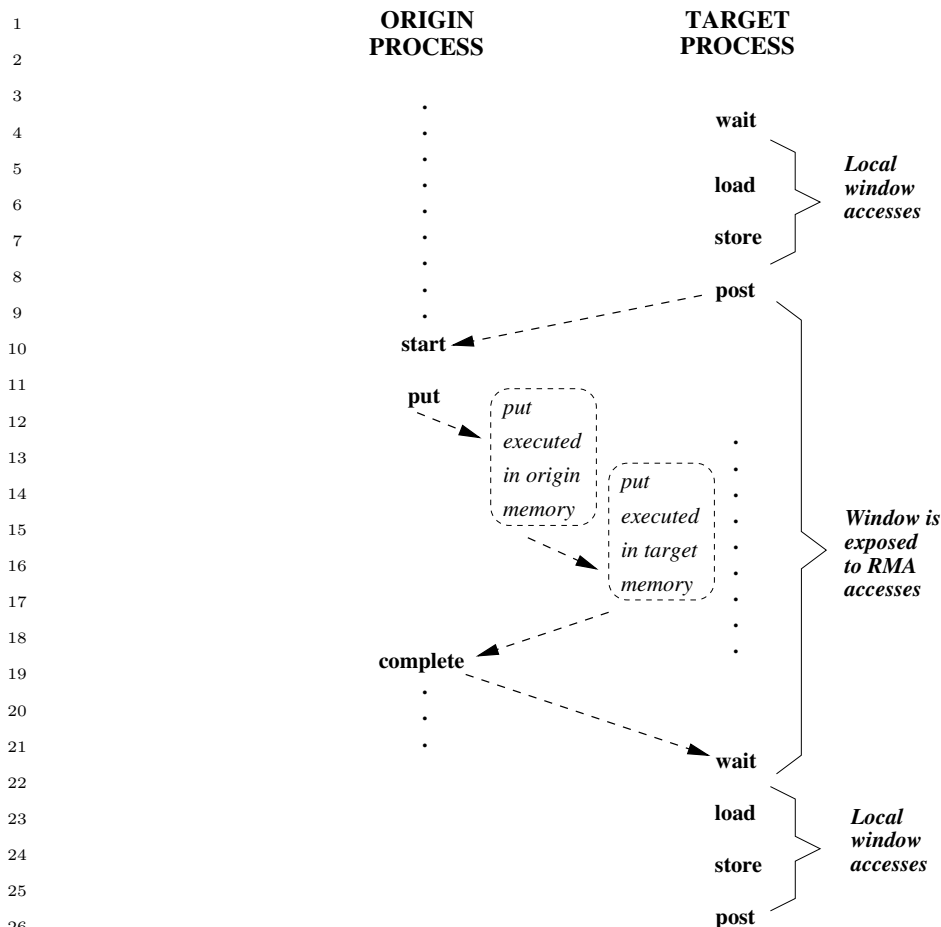 1
ORIGIN PROCESS
TARGET PROCESS
2
3
4
wait
5
load
Local window accesses
6
7
store
8
post
9
10
start
11
put
12
put executed in origin memory
13
14
put executed in target memory
15
Window is exposed to RMA accesses
16
17
18
19
complete
20
21
wait
22
23
load
Local window accesses
24
store
25
post
26